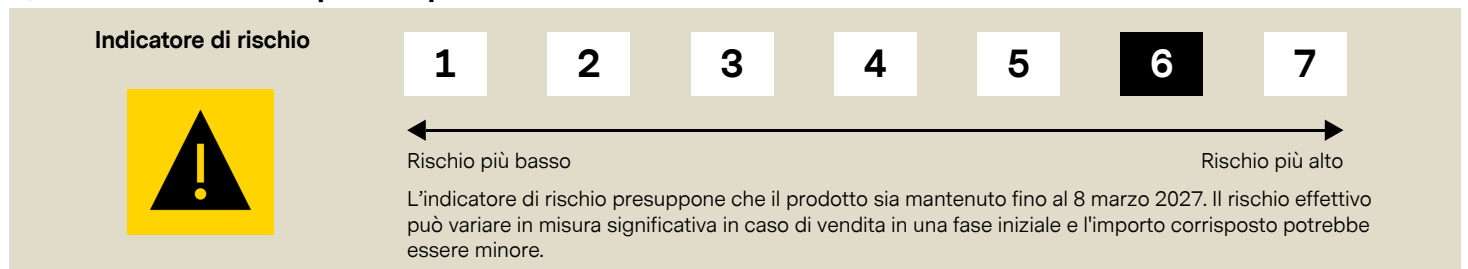 Indicatore di rischio
1 2 3 4 5 6 7
Rischio più basso Rischio più alto
L'indicatore di rischio presuppone che il prodotto sia mantenuto fino al 8 marzo 2027. Il rischio effettivo
può variare in misura significativa in caso di vendita in una fase iniziale e l'importo corrisposto potrebbe
essere minore.